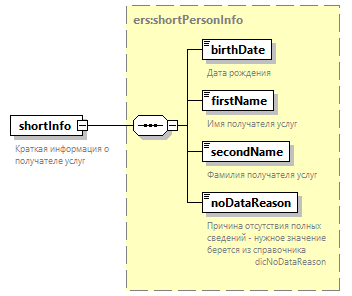 ers:shortPersonInfo
birthDate
Дата рождения
firstName
Имя получателя услуг
shortInfo
Краткая информация о
получателе услуг
secondName
Фамилия получателя услуг
noDataReason
Причина отсутствия полных
сведений - нужное значение
берется из справочника
dicNoDataReason